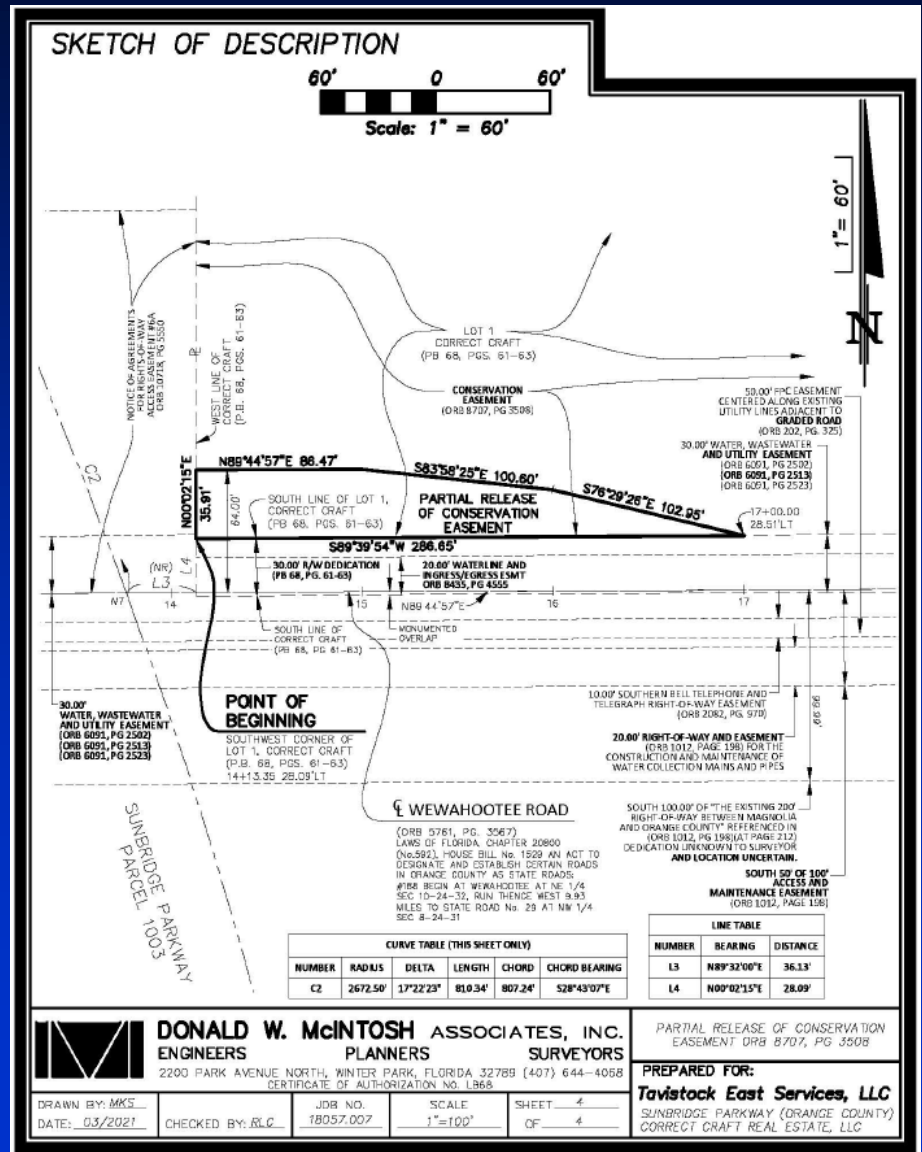 SKETCH OF DESCRIPTION
60' 0 60'
Scale: 1" = 60'
1"= 60'
N
NOTICE OF AGREEMENTS
FOR RIGHTS-OF-WAY
ACCESS EASEMENT #6A
ORB 10718, PG 5550
WEST LINE OF
CORRECT CRAFT
(P.B. 68, PGS. 61-63)
LOT 1
CORRECT CRAFT
(PB 68, PGS. 61-63)
CONSERVATION
EASEMENT
(ORB 8707, PG 3508)
50.00' FPC EASEMENT
CENTERED ALONG EXISTING
UTILITY LINES ADJACENT TO
GRADED ROAD
(ORB 202, PG. 325)
30.00' WATER, WASTEWATER
AND UTILITY EASEMENT
(ORB 6091, PG 2502)
(ORB 6091, PG 2513)
(ORB 6091, PG 2523)
C2
N89°44'57"E 86.47'
S83°58'25"E 100.60'
S76°29'26"E 102.95'
N00°02'15"E
35.91'
64.00'
SOUTH LINE OF LOT 1,
CORRECT CRAFT
(PB 68, PGS. 61-63)
PARTIAL RELEASE
OF CONSERVATION
EASEMENT
17+00.00
28.51'LT
S89°39'54"W 286.65'
30.00' R/W DEDICATION
(PB 68, PG. 61-63)
20.00' WATERLINE AND
INGRESS/EGRESS ESMT
ORB 8435, PG 4555
(NR)
L3
L4
N7
14
15
N89°44'57"E
16
17
SOUTH LINE OF
CORRECT CRAFT
(PB 68, PG 61-63)
MONUMENTED
OVERLAP
30.00'
WATER, WASTEWATER
AND UTILITY EASEMENT
(ORB 6091, PG 2502)
(ORB 6091, PG 2513)
(ORB 6091, PG 2523)
POINT OF
BEGINNING
SOUTHWEST CORNER OF
LOT 1, CORRECT CRAFT
(P.B. 68, PGS. 61-63)
14+13.35 28.09'LT
10.00' SOUTHERN BELL TELEPHONE AND
TELEGRAPH RIGHT-OF-WAY EASEMENT
(ORB 2082, PG. 970)
99.99'
20.00' RIGHT-OF-WAY AND EASEMENT
(ORB 1012, PAGE 198) FOR THE
CONSTRUCTION AND MAINTENANCE OF
WATER COLLECTION MAINS AND PIPES
℄ WEWAHOOTEE ROAD
(ORB 5761, PG. 3567)
LAWS OF FLORIDA, CHAPTER 20800
(No.592), HOUSE BILL No. 1529 AN ACT TO
DESIGNATE AND ESTABLISH CERTAIN ROADS
IN ORANGE COUNTY AS STATE ROADS;
#188 BEGIN AT WEWAHOOTEE AT NE 1/4
SEC 10-24-32, RUN THENCE WEST 9.93
MILES TO STATE ROAD No. 29 AT NW 1/4
SEC 8-24-31
SOUTH 100.00' OF "THE EXISTING 200'
RIGHT-OF-WAY BETWEEN MAGNOLIA
AND ORANGE COUNTY" REFERENCED IN
(ORB 1012, PG 198)(AT PAGE 212)
DEDICATION UNKNOWN TO SURVEYOR
AND LOCATION UNCERTAIN.
SOUTH 50' OF 100'
ACCESS AND
MAINTENANCE EASEMENT
(ORB 1012, PAGE 198)
SUNBRIDGE PARKWAY
PARCEL 1003
CURVE TABLE (THIS SHEET ONLY)
NUMBER RADIUS DELTA LENGTH CHORD CHORD BEARING
C2 2672.50' 17°22'23" 810.34' 807.24' S28°43'07"E
LINE TABLE
NUMBER BEARING DISTANCE
L3 N89°32'00"E 36.13'
L4 N00°02'15"E 28.09'
DONALD W. McINTOSH ASSOCIATES, INC.
ENGINEERS PLANNERS SURVEYORS
2200 PARK AVENUE NORTH, WINTER PARK, FLORIDA 32789 (407) 644-4068
CERTIFICATE OF AUTHORIZATION NO. LB68
DRAWN BY: MKS
DATE: 03/2021
CHECKED BY: RLC
JOB NO.
18057.007
SCALE
1"=100'
SHEET 4
OF 4
PARTIAL RELEASE OF CONSERVATION
EASEMENT ORB 8707, PG 3508
PREPARED FOR:
Tavistock East Services, LLC
SUNBRIDGE PARKWAY (ORANGE COUNTY)
CORRECT CRAFT REAL ESTATE, LLC